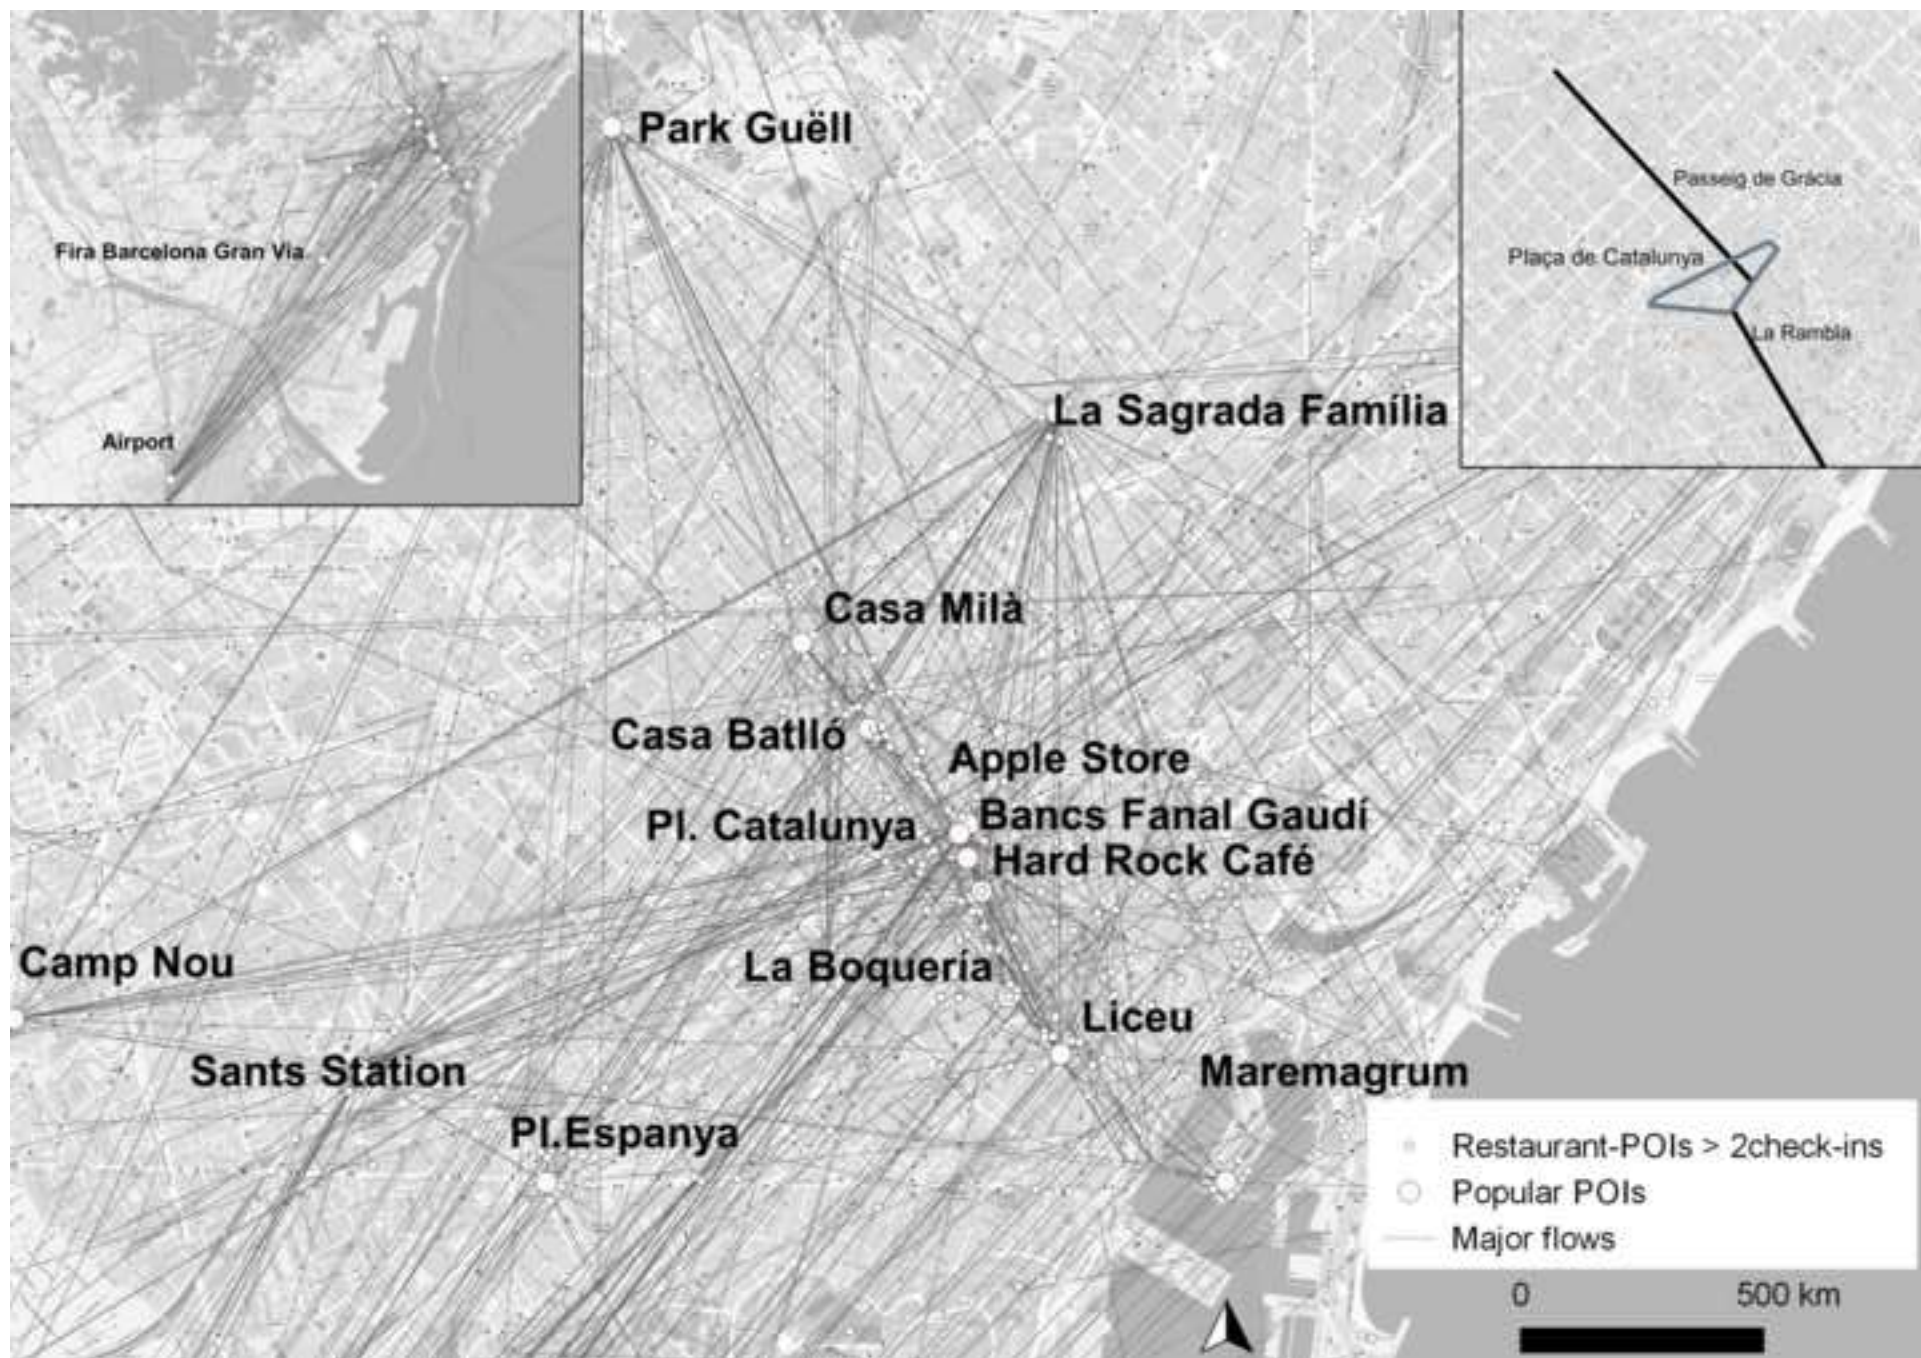 Park Guëll
Fira Barcelona Gran Via
Airport
Passeig de Grácia
Plaça de Catalunya
La Rambla
La Sagrada Família
Casa Milà
Casa Batlló
Apple Store
Pl. Catalunya
Bancs Fanal Gaudí
Hard Rock Café
Camp Nou
La Boquería
Liceu
Sants Station
Maremagrum
Pl.Espanya
Restaurant-POIs > 2check-ins
Popular POIs
Major flows
0 500 km